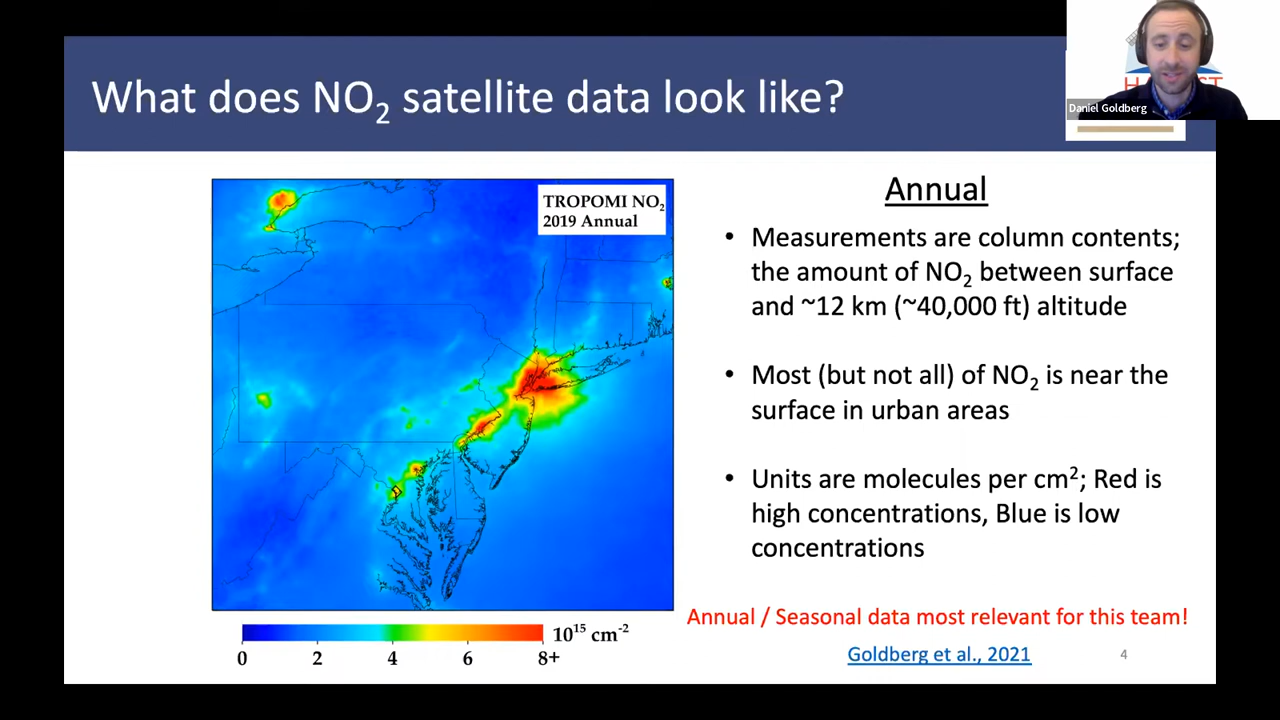 What does NO₂ satellite data look like?
Daniel Goldberg
TROPOMI NO₂
2019 Annual
0 2 4 6 8+
10¹⁵ cm⁻²
Annual
• Measurements are column contents;
the amount of NO₂ between surface
and ~12 km (~40,000 ft) altitude
• Most (but not all) of NO₂ is near the
surface in urban areas
• Units are molecules per cm²; Red is
high concentrations, Blue is low
concentrations
Annual / Seasonal data most relevant for this team!
Goldberg et al., 2021
4